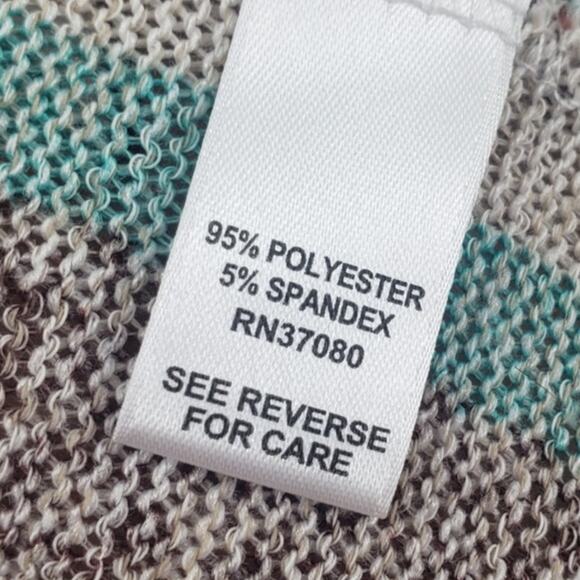 95% POLYESTER
5% SPANDEX
RN37080
SEE REVERSE
FOR CARE